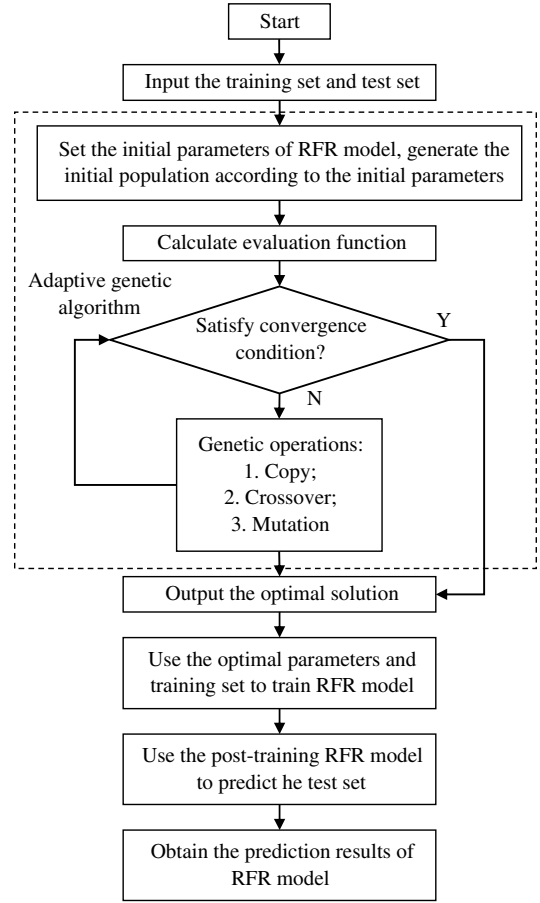 Start
Input the training set and test set
Set the initial parameters of RFR model, generate the
initial population according to the initial parameters
Calculate evaluation function
Adaptive genetic
algorithm
Satisfy convergence
condition?
Y
N
Genetic operations:
1. Copy;
2. Crossover;
3. Mutation
Output the optimal solution
Use the optimal parameters and
training set to train RFR model
Use the post-training RFR model
to predict he test set
Obtain the prediction results of
RFR model